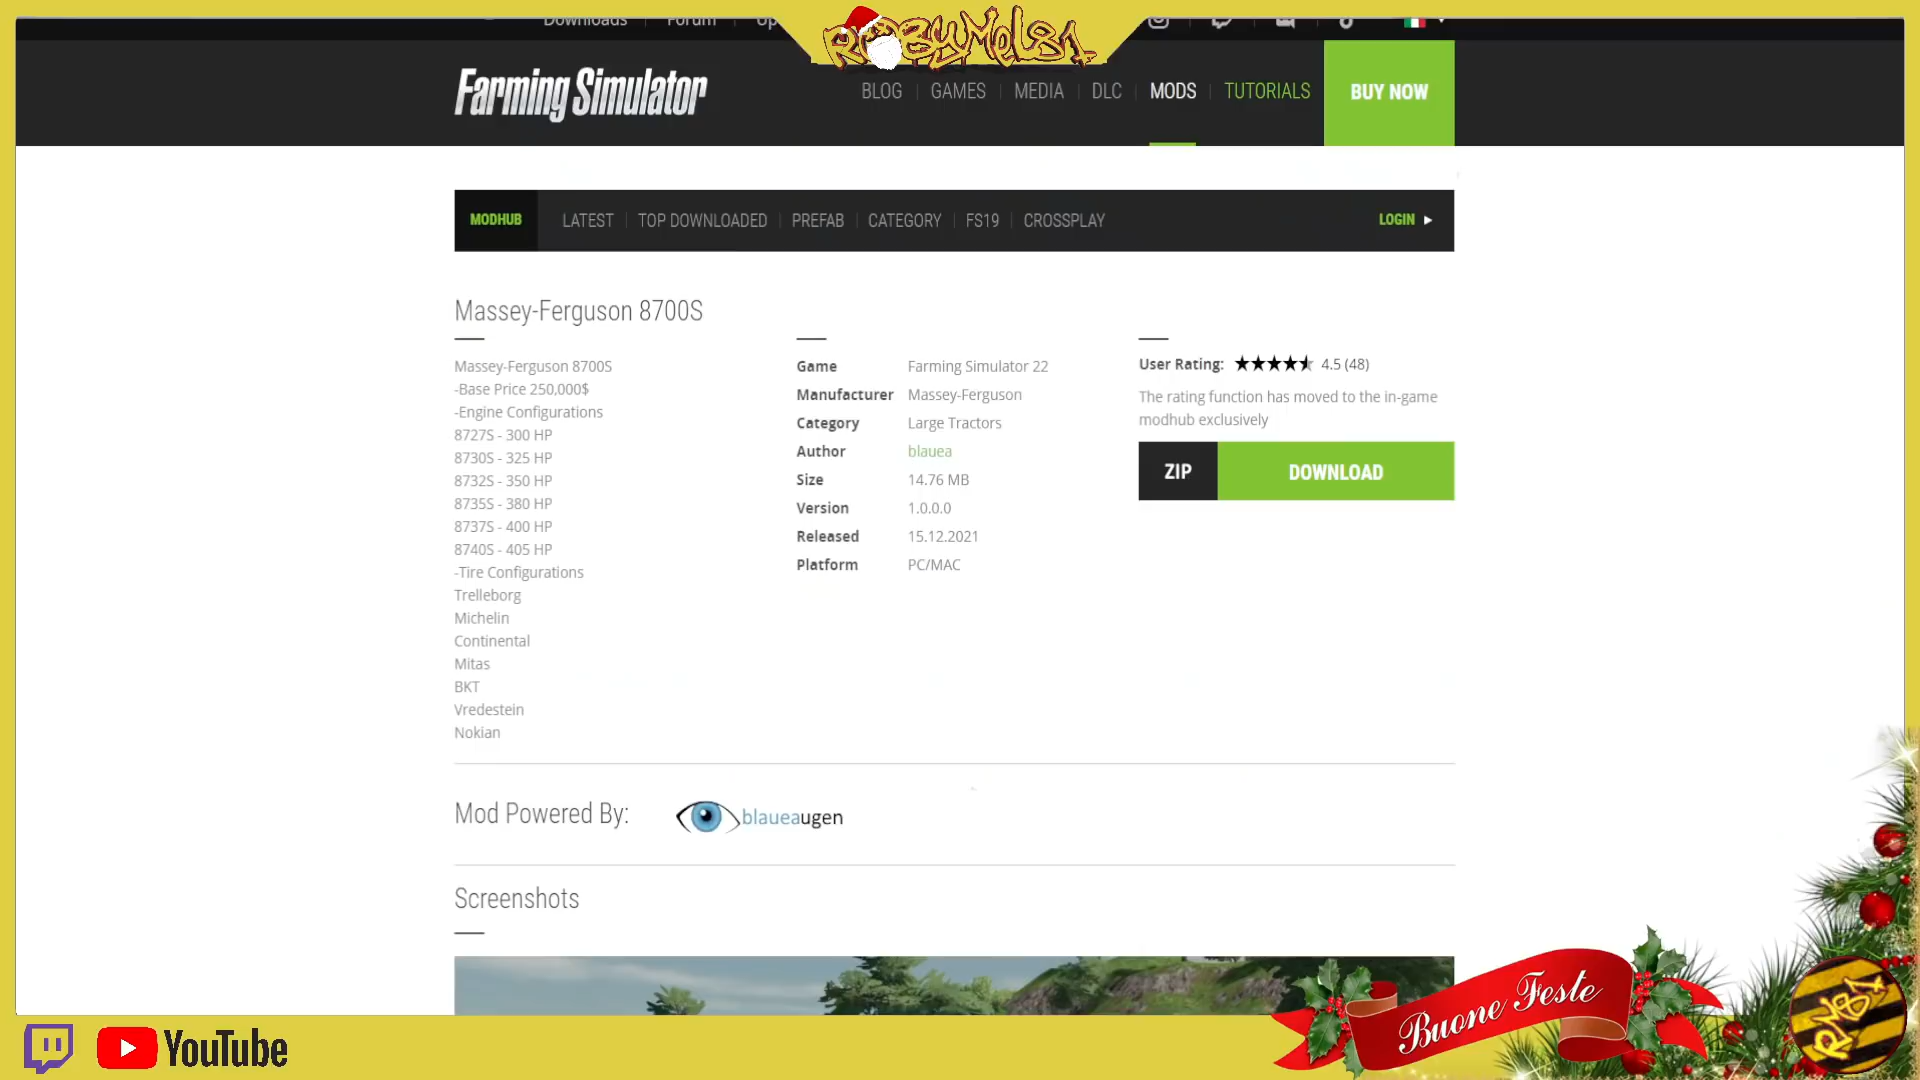 Downloads Forum
RobyMel81
Farming Simulator
BLOG GAMES MEDIA DLC MODS TUTORIALS BUY NOW
MODHUB LATEST TOP DOWNLOADED PREFAB CATEGORY FS19 CROSSPLAY LOGIN
Massey-Ferguson 8700S
Massey-Ferguson 8700S
-Base Price 250,000$
-Engine Configurations
8727S - 300 HP
8730S - 325 HP
8732S - 350 HP
8735S - 380 HP
8737S - 400 HP
8740S - 405 HP
-Tire Configurations
Trelleborg
Michelin
Continental
Mitas
BKT
Vredestein
Nokian
Game Farming Simulator 22
Manufacturer Massey-Ferguson
Category Large Tractors
Author blauea
Size 14.76 MB
Version 1.0.0.0
Released 15.12.2021
Platform PC/MAC
User Rating: 4.5 (48)
The rating function has moved to the in-game
modhub exclusively
ZIP DOWNLOAD
Mod Powered By: blaueaugen
Screenshots
Buone Feste
RM81
YouTube